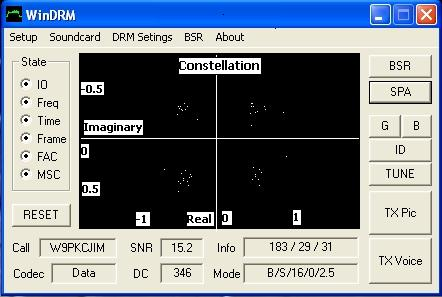 WinDRM
Setup Soundcard DRM Setings BSR About
State
IO
Freq
Time
Frame
FAC
MSC
RESET
Constellation
-0.5
Imaginary
0
0.5
-1 Real 0 1
BSR
SPA
G B
ID
TUNE
TX Pic
TX Voice
Call W9PKCJIM SNR 15.2 Info 183 / 29 / 31
Codec Data DC 346 Mode B/S/16/0/2.5